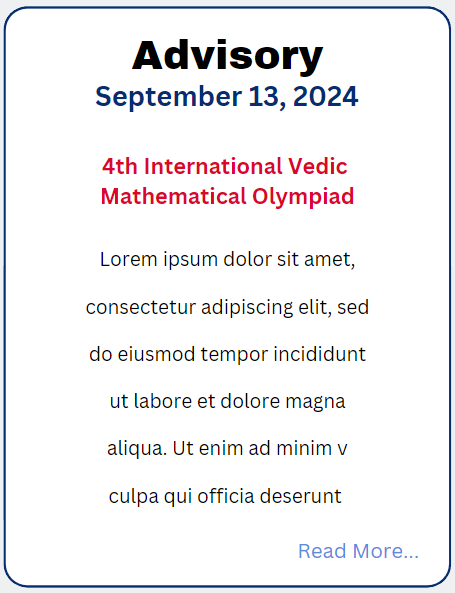 Advisory
September 13, 2024
4th International Vedic
Mathematical Olympiad
Lorem ipsum dolor sit amet,
consectetur adipiscing elit, sed
do eiusmod tempor incididunt
ut labore et dolore magna
aliqua. Ut enim ad minim v
culpa qui officia deserunt
Read More...